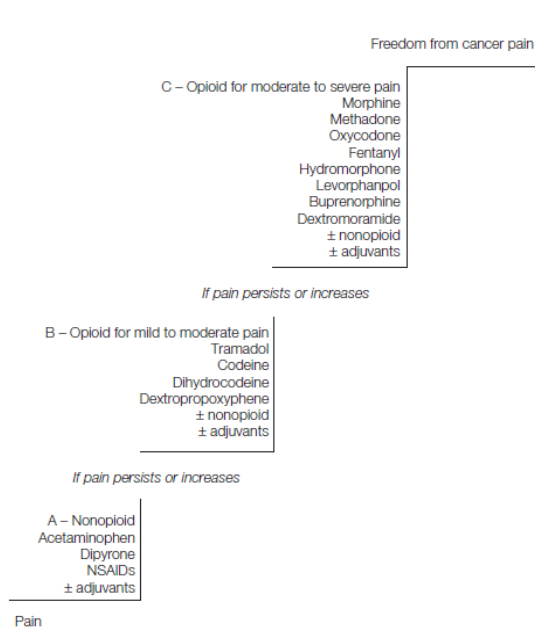 Freedom from cancer pain
C – Opioid for moderate to severe pain
Morphine
Methadone
Oxycodone
Fentanyl
Hydromorphone
Levorphanpol
Buprenorphine
Dextromoramide
± nonopioid
± adjuvants
If pain persists or increases
B – Opioid for mild to moderate pain
Tramadol
Codeine
Dihydrocodeine
Dextropropoxyphene
± nonopioid
± adjuvants
If pain persists or increases
A – Nonopioid
Acetaminophen
Dipyrone
NSAIDs
± adjuvants
Pain